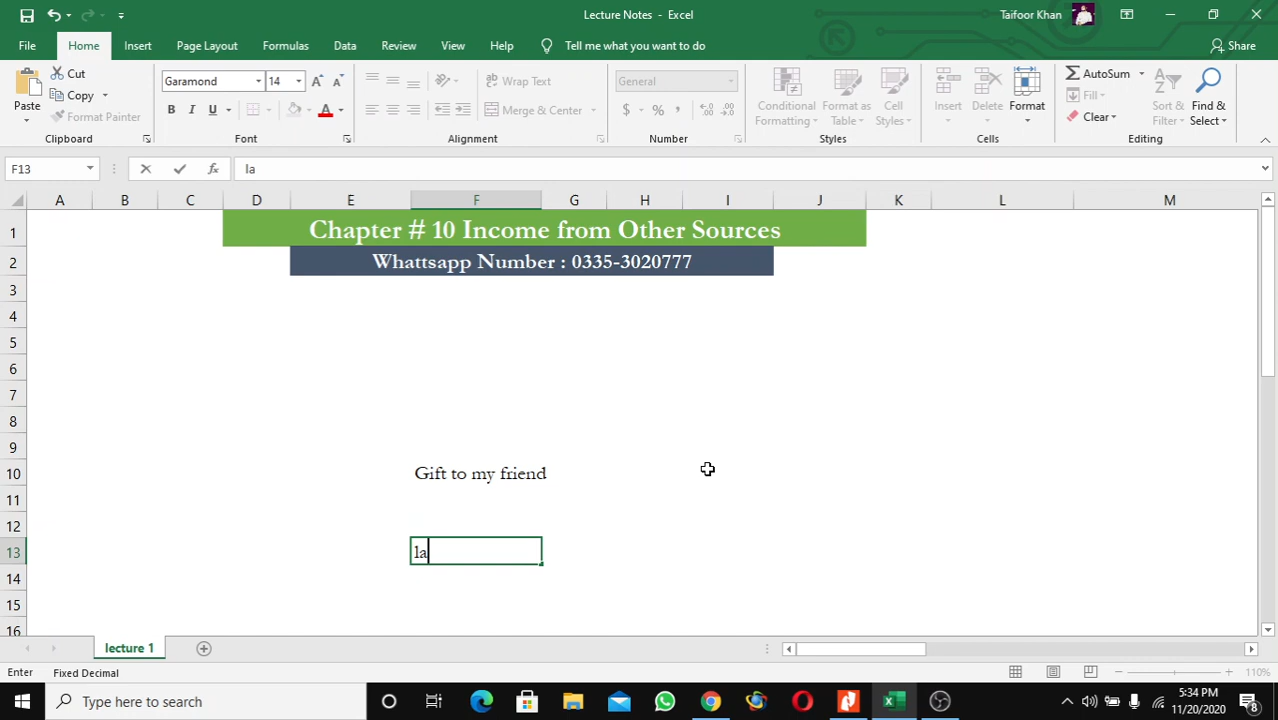 Lecture Notes - Excel
Taifoor Khan
File Home Insert Page Layout Formulas Data Review View Help Tell me what you want to do Share
Paste
Cut
Copy
Format Painter
Clipboard
Garamond 14
B I U
Font
Wrap Text
Merge & Center
Alignment
General
$ % ,
Number
Conditional Formatting
Format as Table
Cell Styles
Styles
Insert Delete Format
Cells
AutoSum
Fill
Clear
Sort & Filter
Find & Select
Editing
F13 fx la
A B C D E F G H I J K L M
1 Chapter # 10 Income from Other Sources
2 Whattsapp Number : 0335-3020777
3
4
5
6
7
8
9
10 Gift to my friend
11
12
13 la
14
15
16
lecture 1
Enter Fixed Decimal 110%
Type here to search
5:34 PM
11/20/2020
8